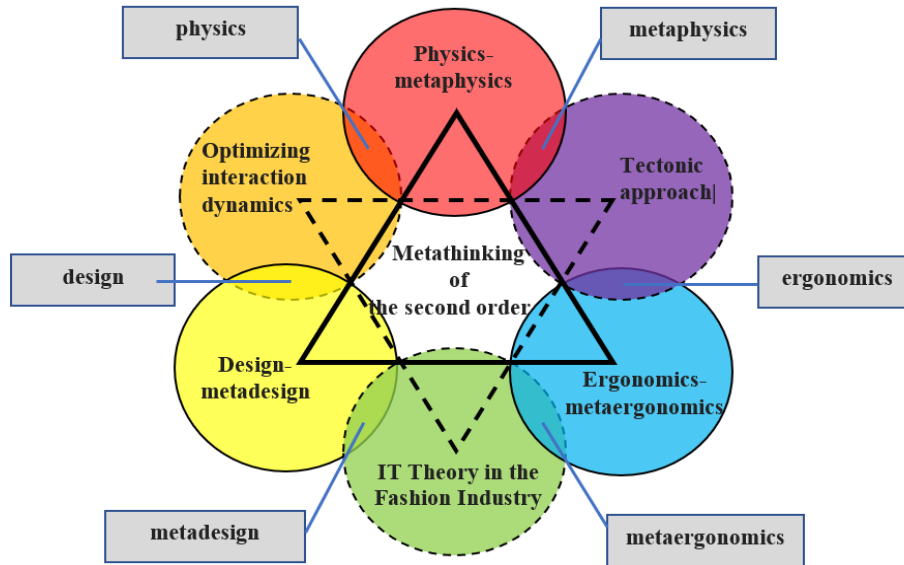 physics
metaphysics
Physics-
metaphysics
Optimizing
interaction
dynamics
Tectonic
approach|
Metathinking
of
the second order
design
ergonomics
Design-
metadesign
Ergonomics-
metaergonomics
IT Theory in the
Fashion Industry
metadesign
metaergonomics